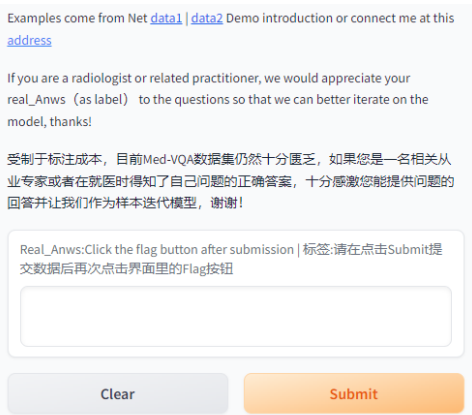 Examples come from Net data1 | data2 Demo introduction or connect me at this
address
If you are a radiologist or related practitioner, we would appreciate your
real_Anws（as label） to the questions so that we can better iterate on the
model, thanks!
受制于标注成本，目前Med-VQA数据集仍然十分匮乏，如果您是一名相关从
业专家或者在就医时得知了自己问题的正确答案，十分感激您能提供问题的
回答并让我们作为样本迭代模型，谢谢！
Real_Anws:Click the flag button after submission | 标签:请在点击Submit提
交数据后再次点击界面里的Flag按钮
Clear
Submit